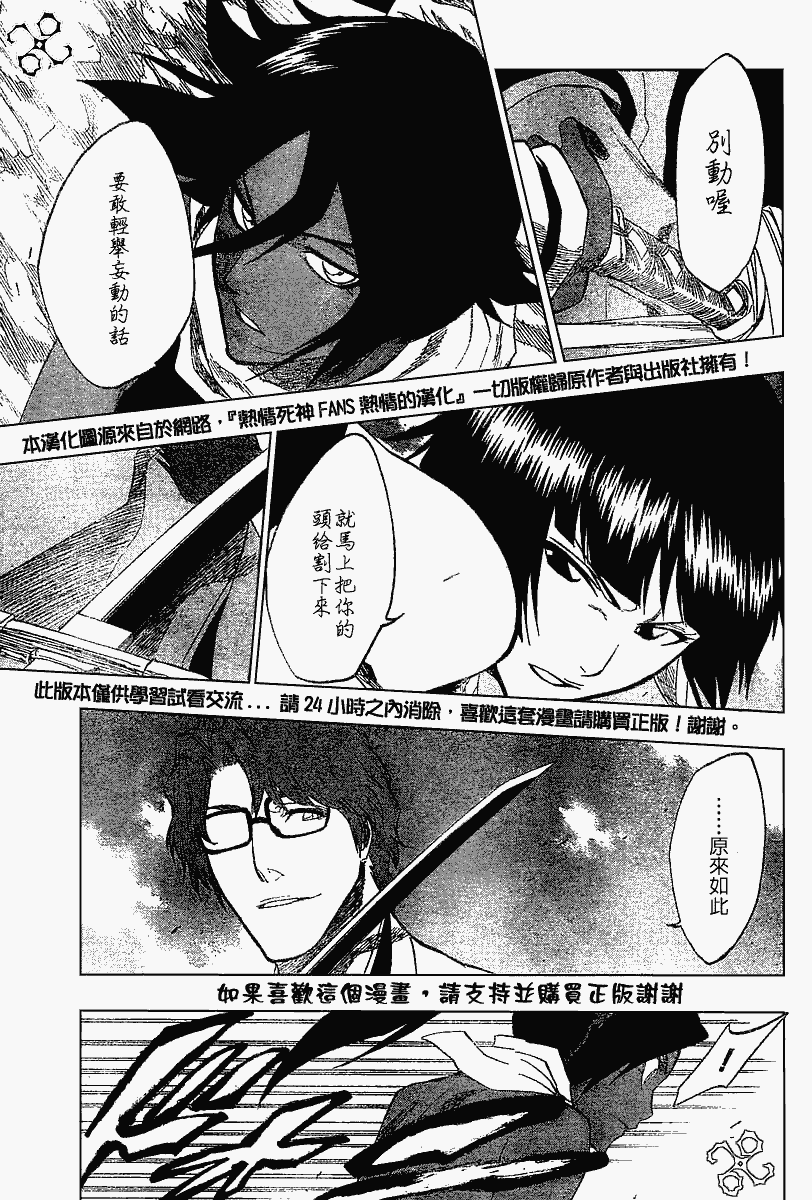 別動喔
要敢輕舉妄動的話
本漢化圖源來自於網路，『熱情死神 FANS 熱情的漢化』一切版權歸原作者與出版社擁有！
就馬上把你的
頭給割下來
此版本僅供學習試看交流... 請 24 小時之內消除，喜歡這套漫畫請購買正版！謝謝。
……原來如此
如果喜歡這個漫畫，請支持並購買正版謝謝
！